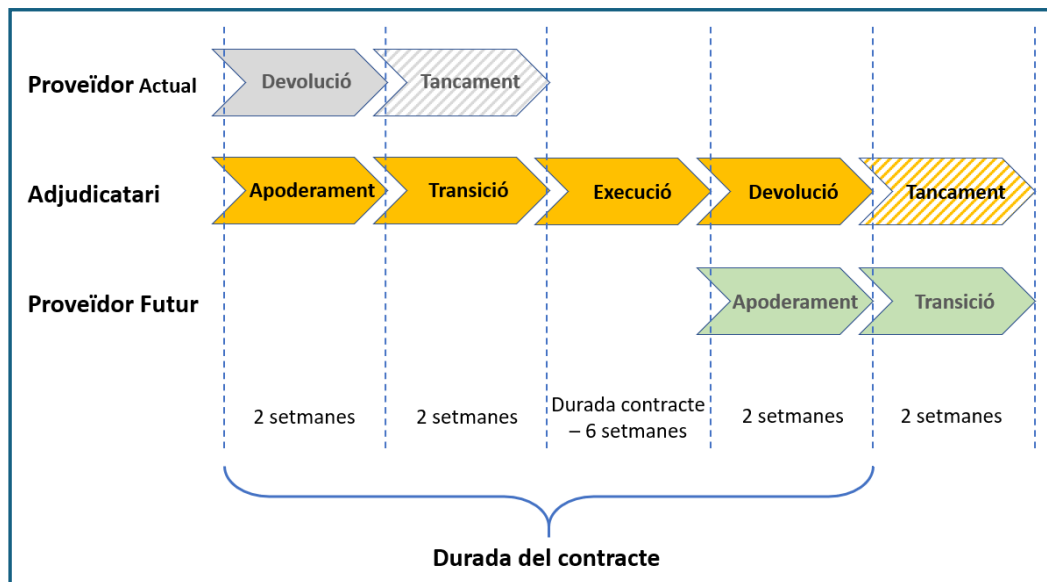 Proveïdor Actual
Devolució
Tancament
Adjudicatari
Apoderament
Transició
Execució
Devolució
Tancament
Proveïdor Futur
Apoderament
Transició
2 setmanes
2 setmanes
Durada contracte
– 6 setmanes
2 setmanes
2 setmanes
Durada del contracte